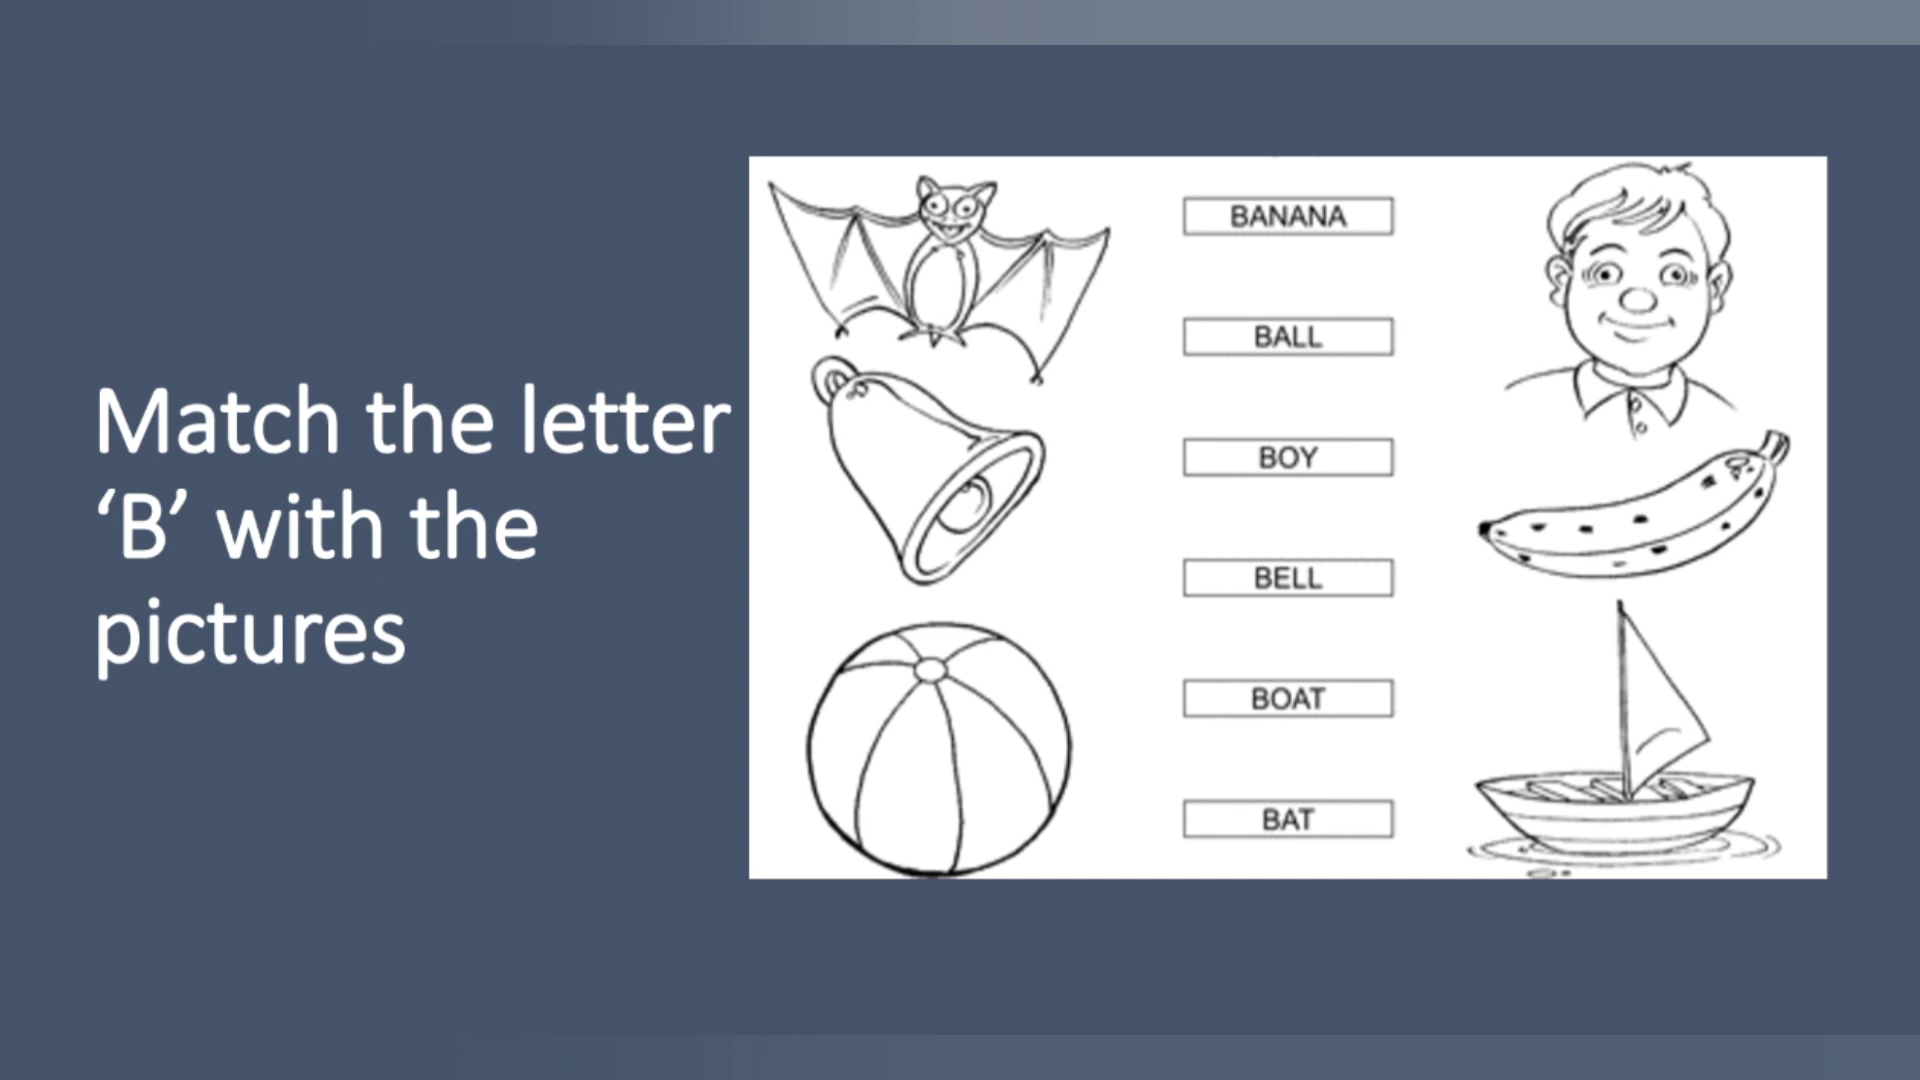 Match the letter
‘B’ with the
pictures
BANANA
BALL
BOY
BELL
BOAT
BAT